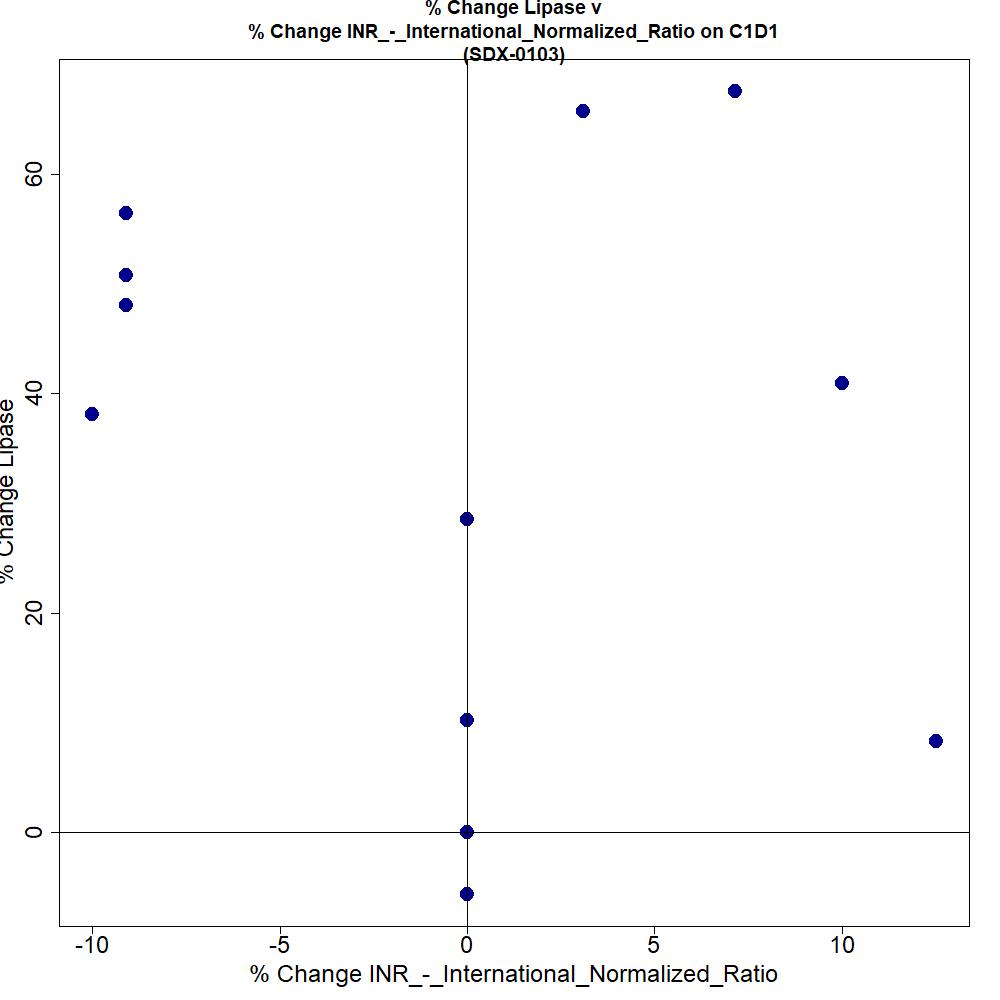 % Change Lipase v
% Change INR_-_International_Normalized_Ratio on C1D1
(SDX-0103)
% Change Lipase
60
40
20
0
-10
-5
0
5
10
% Change INR_-_International_Normalized_Ratio